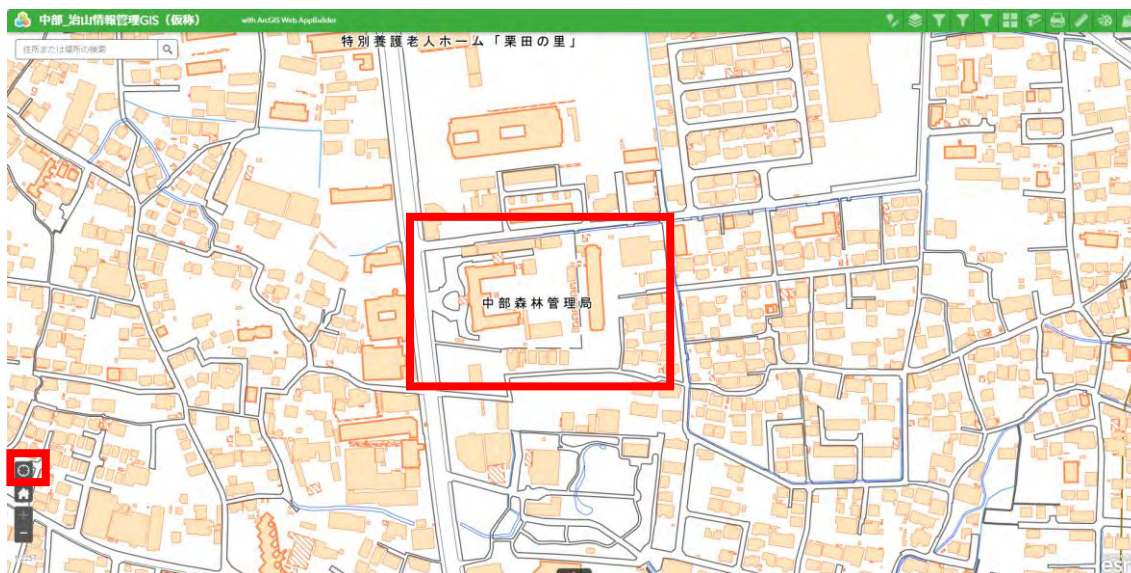 中部_治山情報管理GIS（仮称）
with ArcGIS Web AppBuilder
住所または場所の検索
特別養護老人ホーム「栗田の里」
中部森林管理局
esri